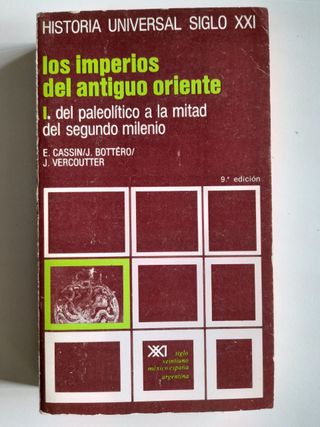 HISTORIA UNIVERSAL SIGLO XXI
los imperios
del antiguo oriente
I. del paleolítico a la mitad
del segundo milenio
E. CASSIN/J. BOTTÉRO/
J. VERCOUTTER
9.ª edición
XXI
siglo
veintiuno
méxico españa
argentina